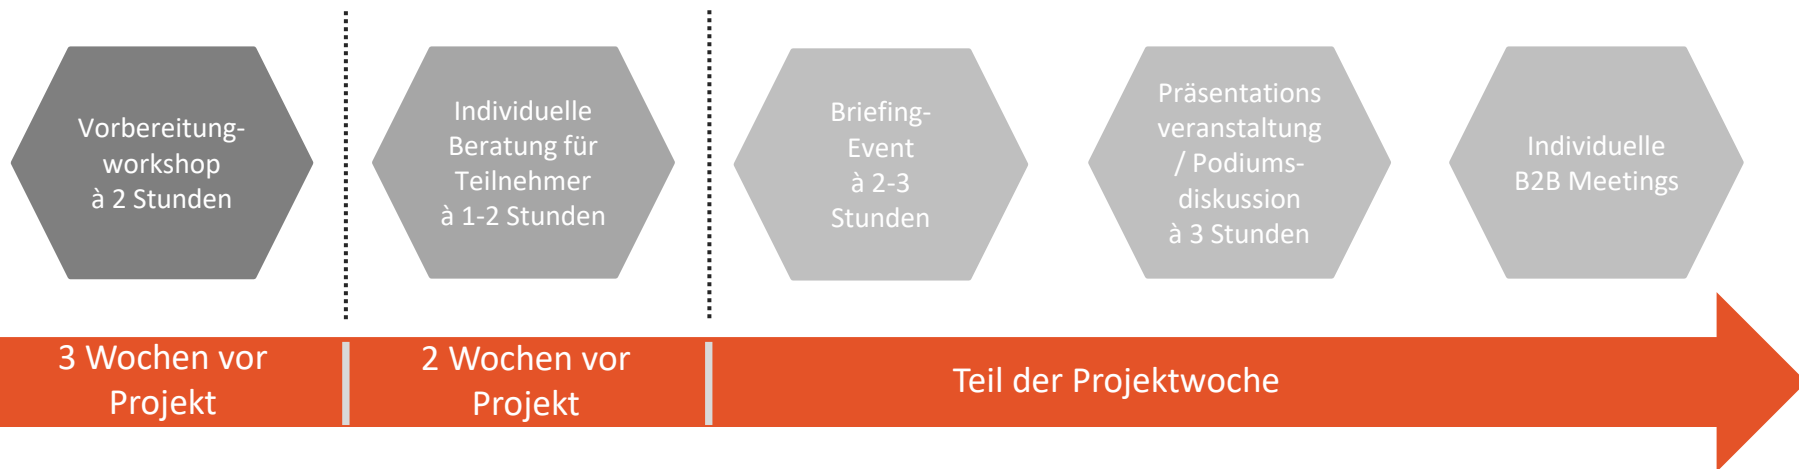 Vorbereitung-
workshop
à 2 Stunden
Individuelle
Beratung für
Teilnehmer
à 1-2 Stunden
Briefing-
Event
à 2-3
Stunden
Präsentations
veranstaltung
/ Podiums-
diskussion
à 3 Stunden
Individuelle
B2B Meetings
3 Wochen vor
Projekt
2 Wochen vor
Projekt
Teil der Projektwoche